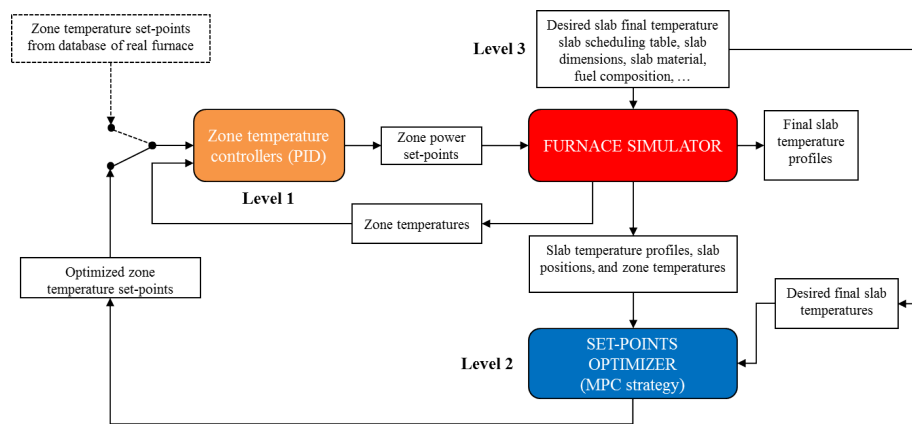 Zone temperature set-points
from database of real furnace
Level 3
Desired slab final temperature
slab scheduling table, slab
dimensions, slab material,
fuel composition, ...
Zone temperature
controllers (PID)
Level 1
Zone power
set-points
FURNACE SIMULATOR
Final slab
temperature
profiles
Zone temperatures
Slab temperature profiles, slab
positions, and zone temperatures
Optimized zone
temperature set-points
Desired final slab
temperatures
Level 2
SET-POINTS
OPTIMIZER
(MPC strategy)